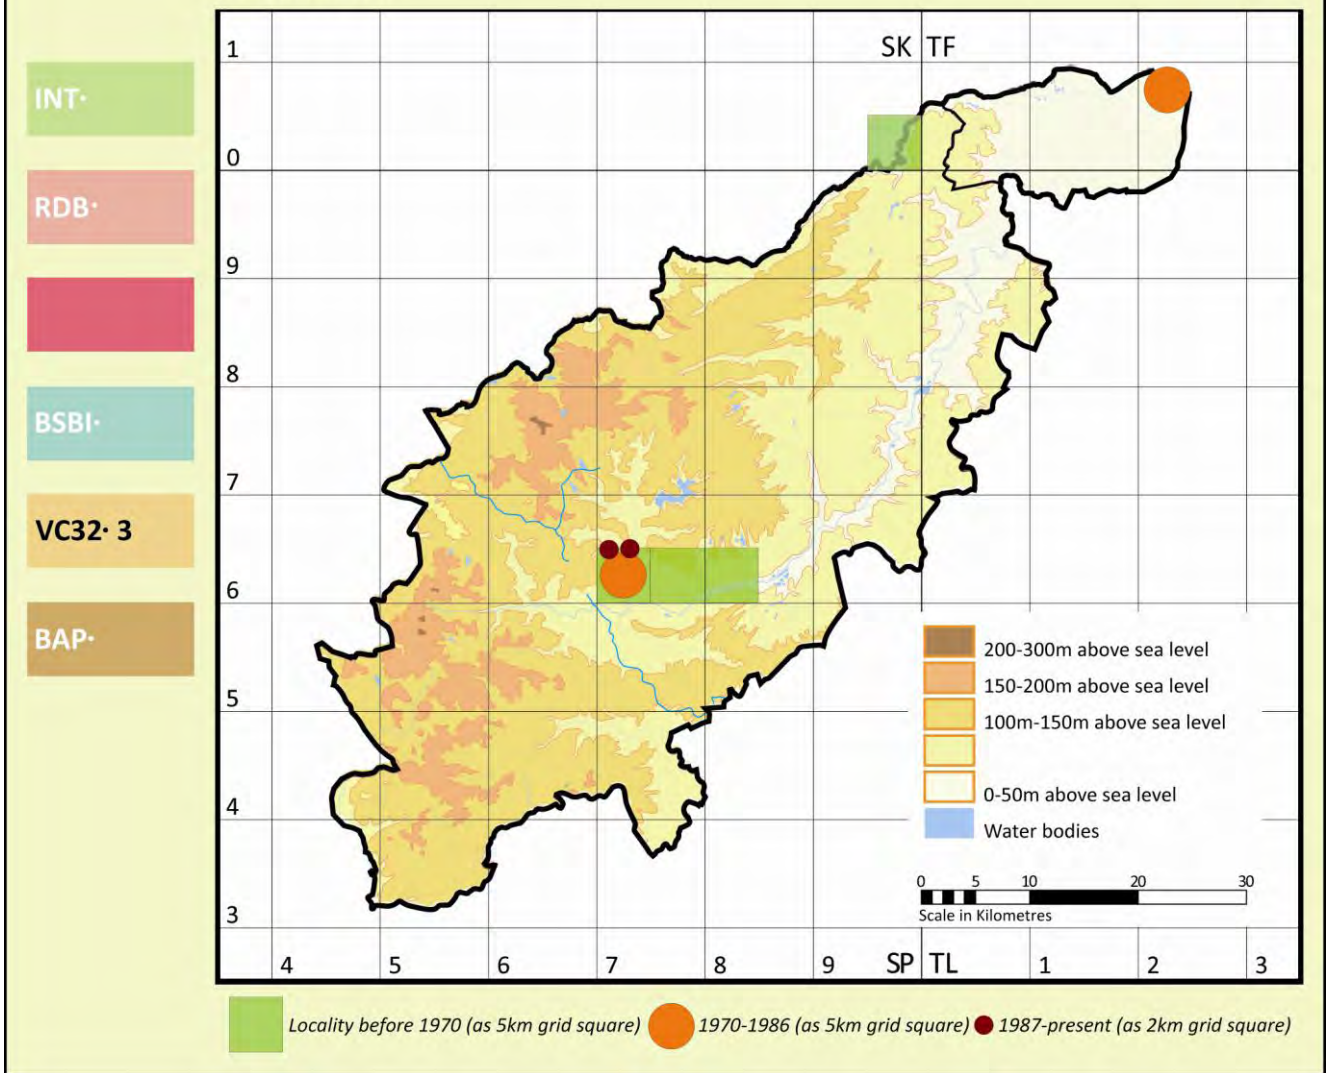 INT·
RDB·
BSBI·
VC32· 3
BAP·
SK TF
1
0
9
8
7
6
5
4
3
4 5 6 7 8 9 SP TL 1 2 3
200-300m above sea level
150-200m above sea level
100m-150m above sea level
0-50m above sea level
Water bodies
0 5 10 20 30
Scale in Kilometres
Locality before 1970 (as 5km grid square) 1970-1986 (as 5km grid square) 1987-present (as 2km grid square)